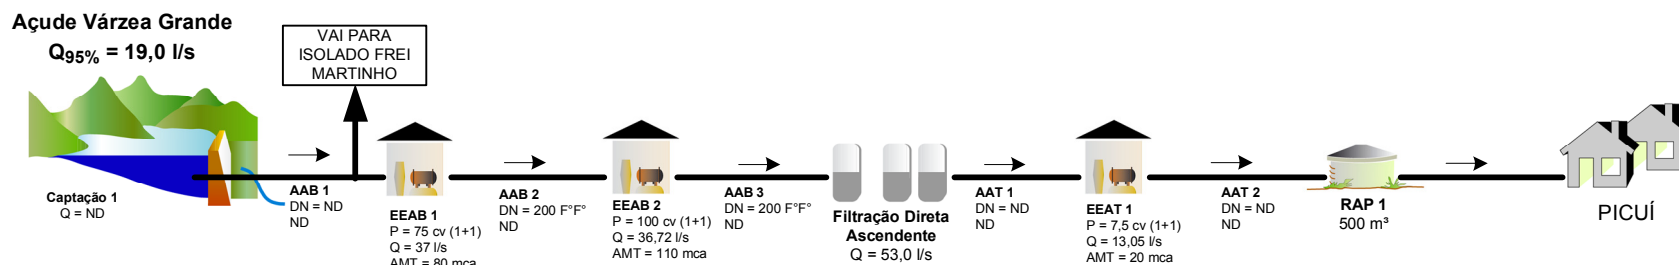 Açude Várzea Grande
Q95% = 19,0 l/s
VAI PARA
ISOLADO FREI
MARTINHO
Captação 1
Q = ND
AAB 1
DN = ND
ND
EEAB 1
P = 75 cv (1+1)
Q = 37 l/s
AMT = 80 mca
AAB 2
DN = 200 F°F°
ND
EEAB 2
P = 100 cv (1+1)
Q = 36,72 l/s
AMT = 110 mca
AAB 3
DN = 200 F°F°
ND
Filtração Direta
Ascendente
Q = 53,0 l/s
AAT 1
DN = ND
ND
EEAT 1
P = 7,5 cv (1+1)
Q = 13,05 l/s
AMT = 20 mca
AAT 2
DN = ND
ND
RAP 1
500 m³
PICUÍ